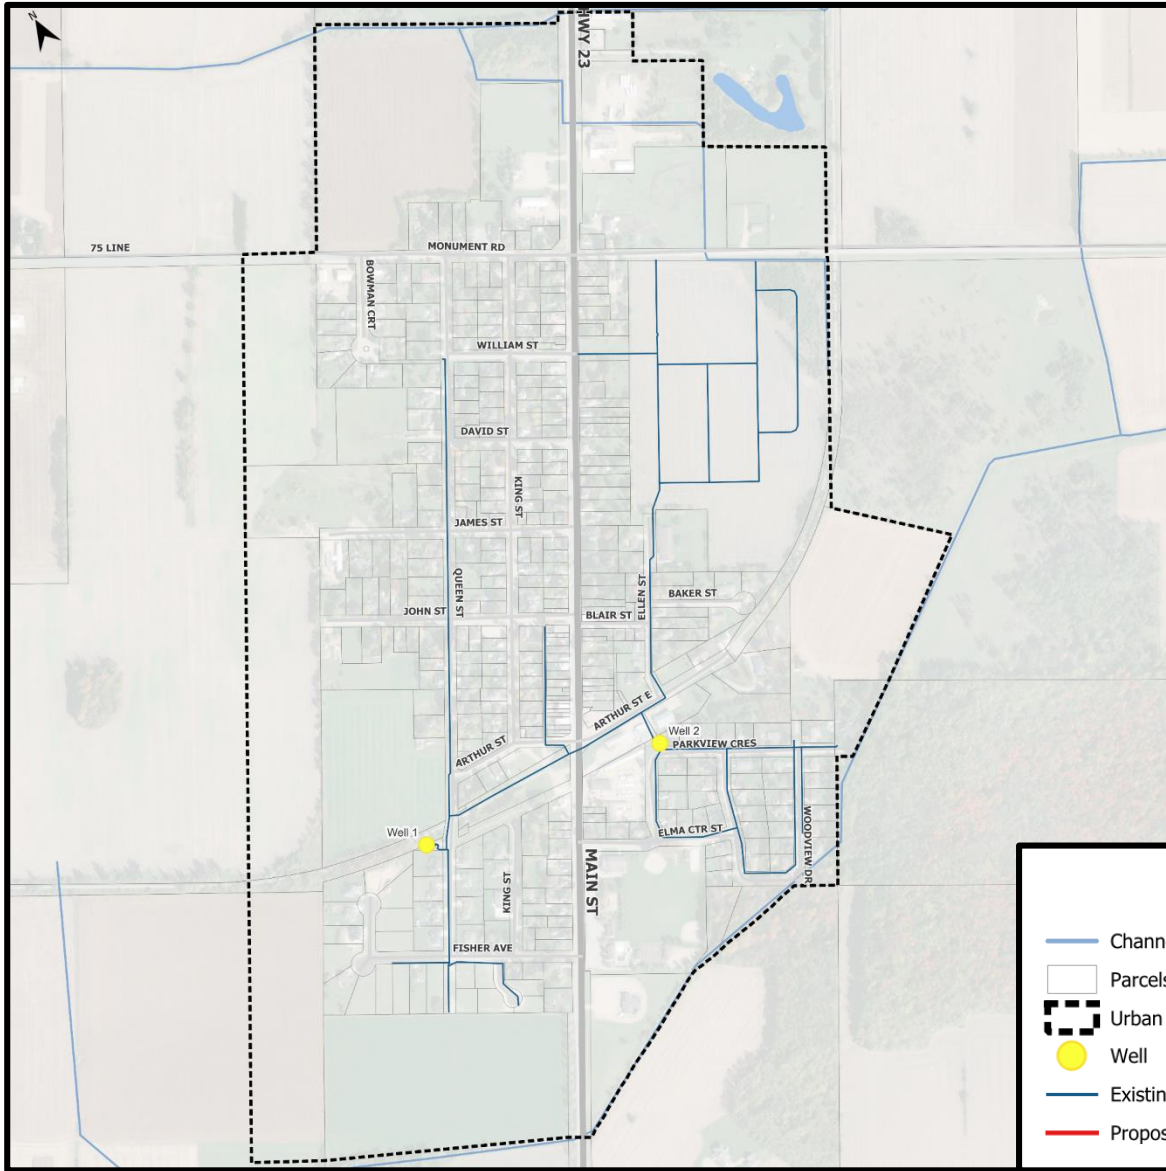 N
HWY 23
75 LINE
MONUMENT RD
BOWMAN CRT
WILLIAM ST
DAVID ST
KING ST
JAMES ST
QUEEN ST
ELLEN ST
BAKER ST
JOHN ST
BLAIR ST
ARTHUR ST E
Well 2
PARKVIEW CRES
ARTHUR ST
Well 1
ELMA CTR ST
WOODVIEW DR
MAIN ST
KING ST
FISHER AVE
Chann
Parcels
Urban
Well
Existin
Propos